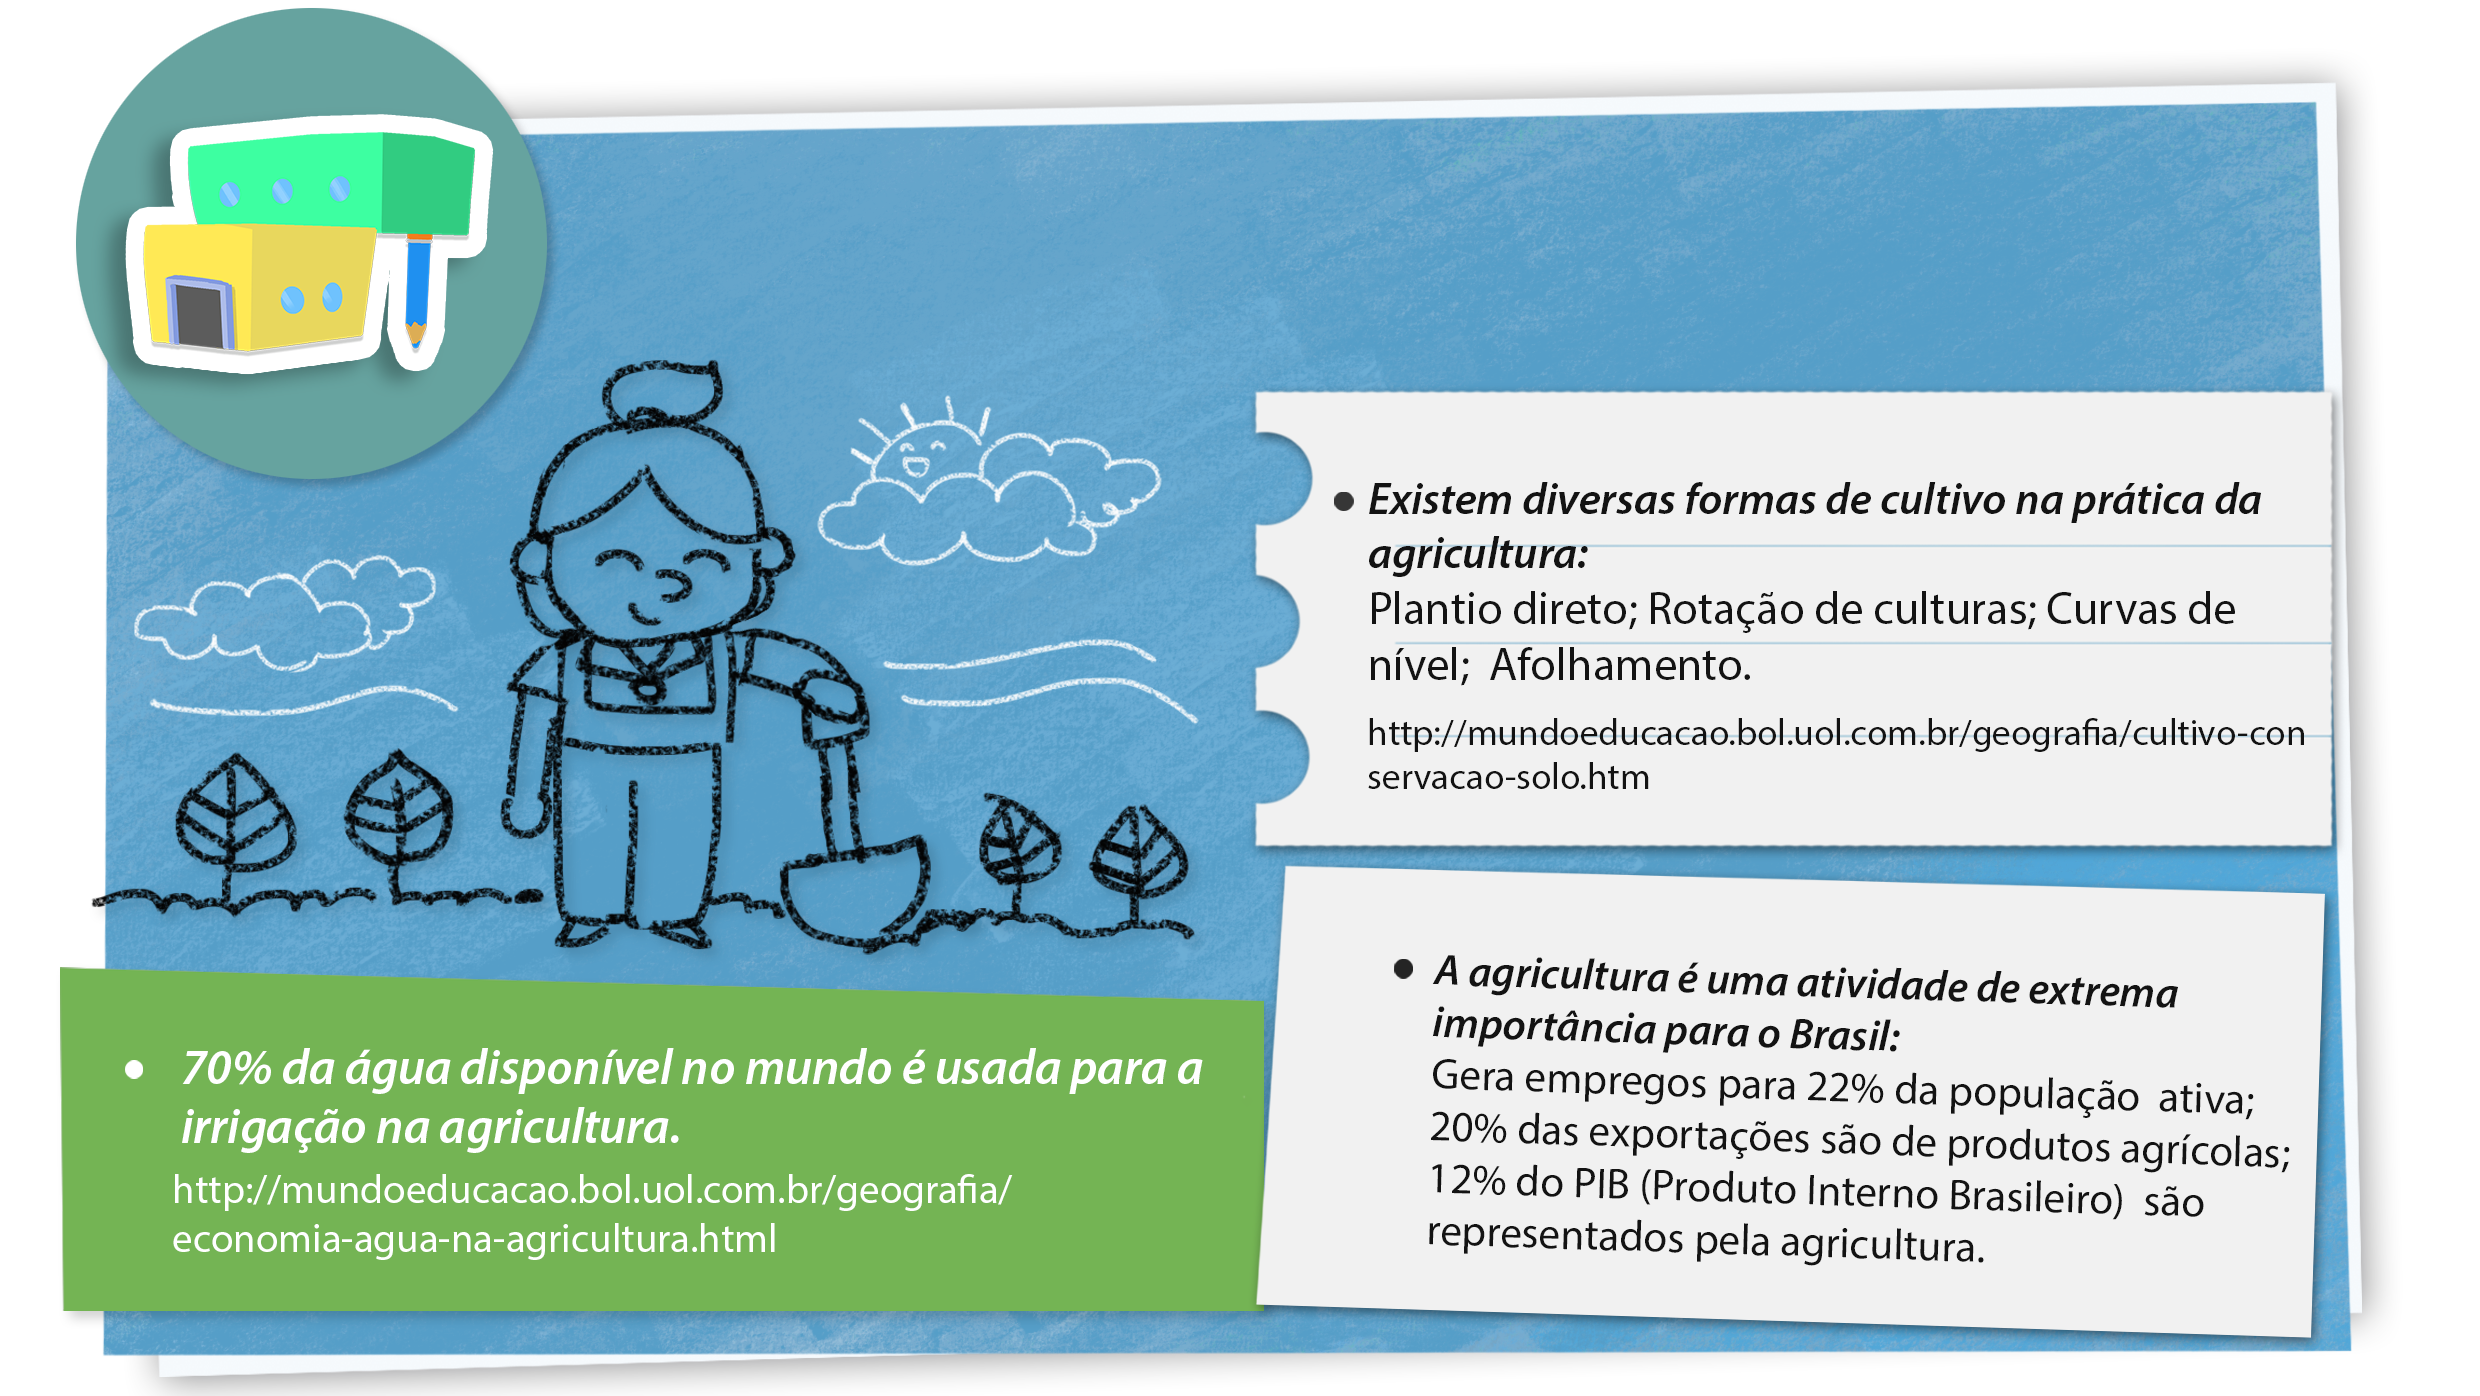 • Existem diversas formas de cultivo na prática da
agricultura:
Plantio direto; Rotação de culturas; Curvas de
nível; Afolhamento.
http://mundoeducacao.bol.uol.com.br/geografia/cultivo-con
servacao-solo.htm
• 70% da água disponível no mundo é usada para a
irrigação na agricultura.
http://mundoeducacao.bol.uol.com.br/geografia/
economia-agua-na-agricultura.html
• A agricultura é uma atividade de extrema
importância para o Brasil:
Gera empregos para 22% da população ativa;
20% das exportações são de produtos agrícolas;
12% do PIB (Produto Interno Brasileiro) são
representados pela agricultura.